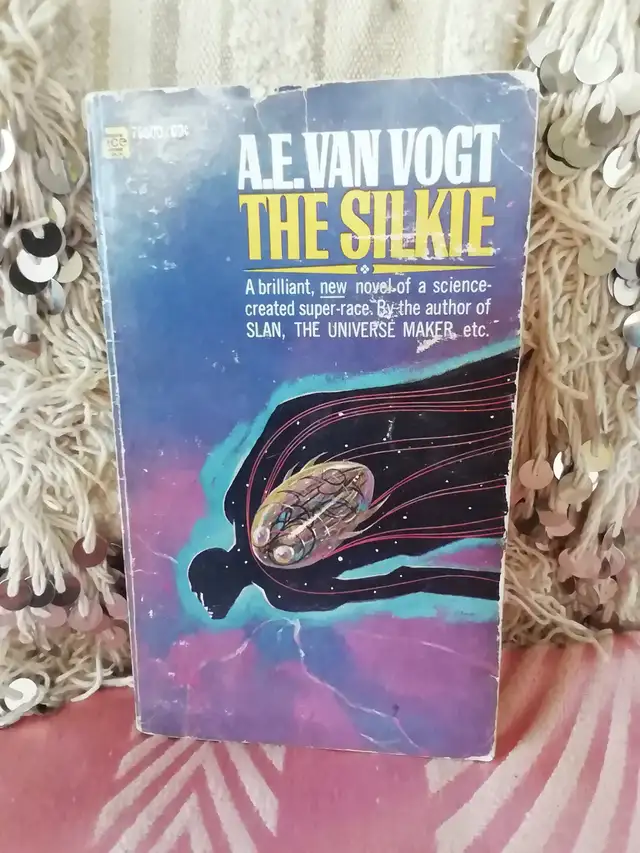 ace
A.E.VAN VOGT
THE SILKIE
A brilliant, new novel of a science-
created super-race. By the author of
SLAN, THE UNIVERSE MAKER, etc.